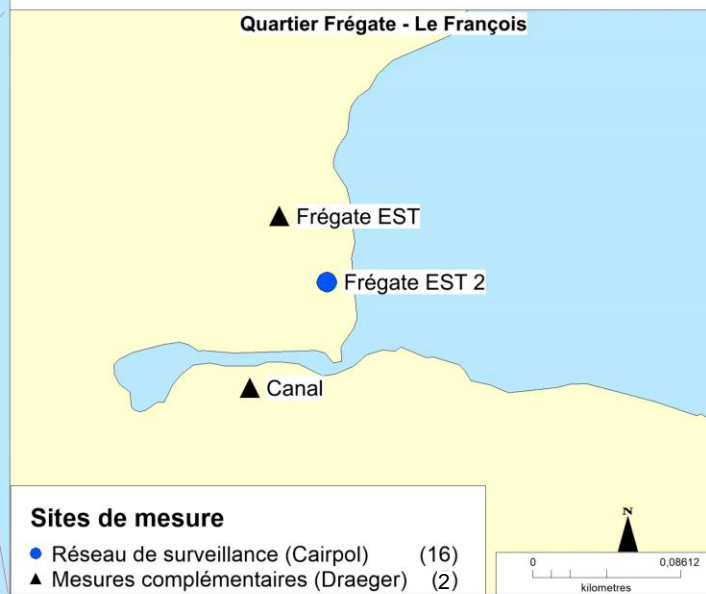 Quartier Frégate - Le François
Frégate EST
Frégate EST 2
Canal
Sites de mesure
Réseau de surveillance (Cairpol) (16)
Mesures complémentaires (Draeger) (2)
N
0 0,08612
kilometres